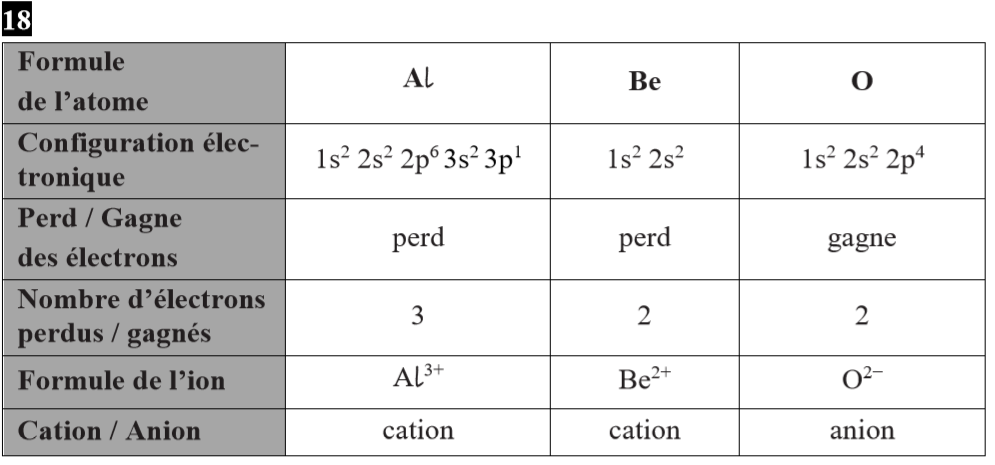 18
Formule de l’atome Al Be O
Configuration élec-tronique 1s² 2s² 2p⁶ 3s² 3p¹ 1s² 2s² 1s² 2s² 2p⁴
Perd / Gagne des électrons perd perd gagne
Nombre d’électrons perdus / gagnés 3 2 2
Formule de l’ion Al³⁺ Be²⁺ O²⁻
Cation / Anion cation cation anion